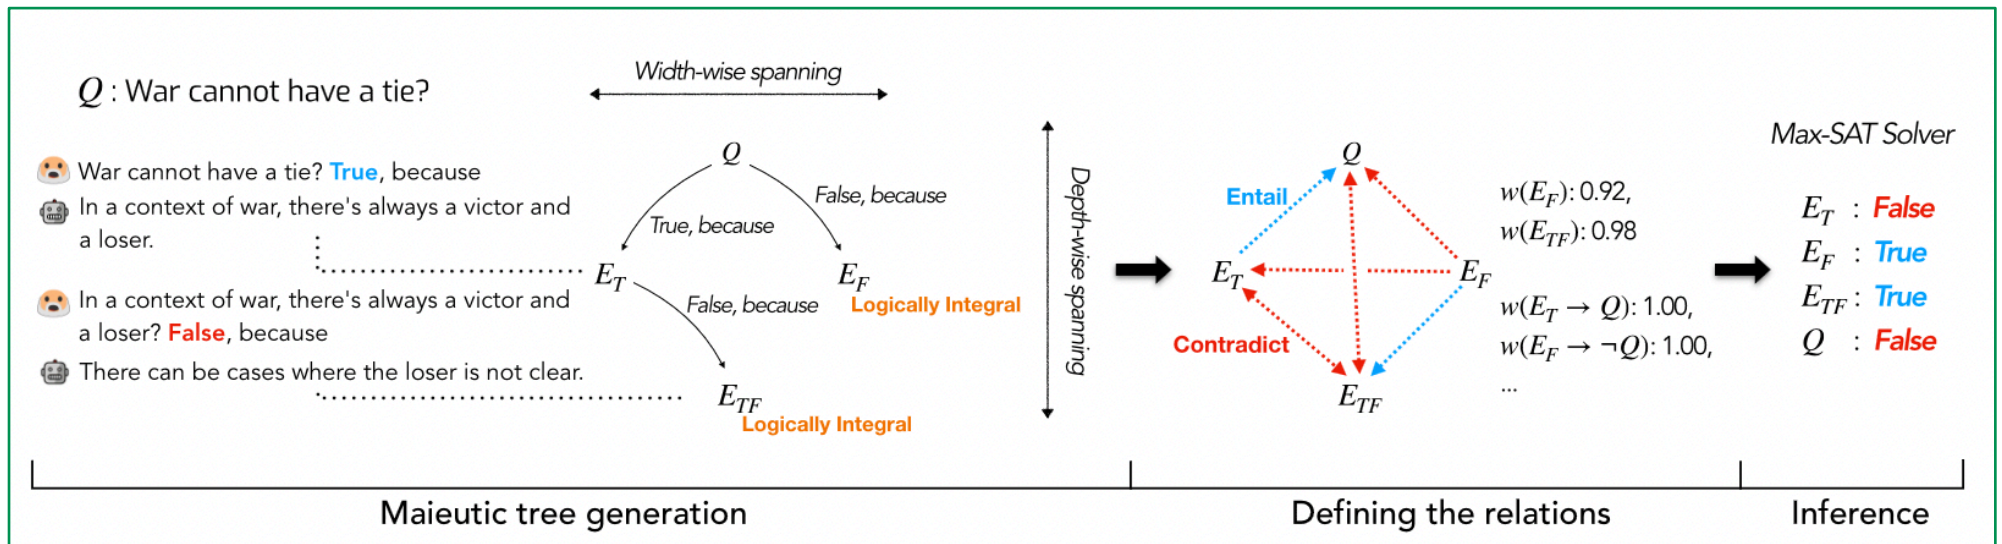 Q : War cannot have a tie?
War cannot have a tie? True, because
In a context of war, there's always a victor and
a loser.
In a context of war, there's always a victor and
a loser? False, because
There can be cases where the loser is not clear.
Width-wise spanning
Q
True, because
False, because
E_T
E_F
Logically Integral
False, because
E_TF
Logically Integral
Depth-wise spanning
Maieutic tree generation
Q
Entail
E_T
E_F
Contradict
E_TF
w(E_F): 0.92,
w(E_TF): 0.98
w(E_T → Q): 1.00,
w(E_F → ¬Q): 1.00,
...
Defining the relations
Max-SAT Solver
E_T : False
E_F : True
E_TF : True
Q : False
Inference